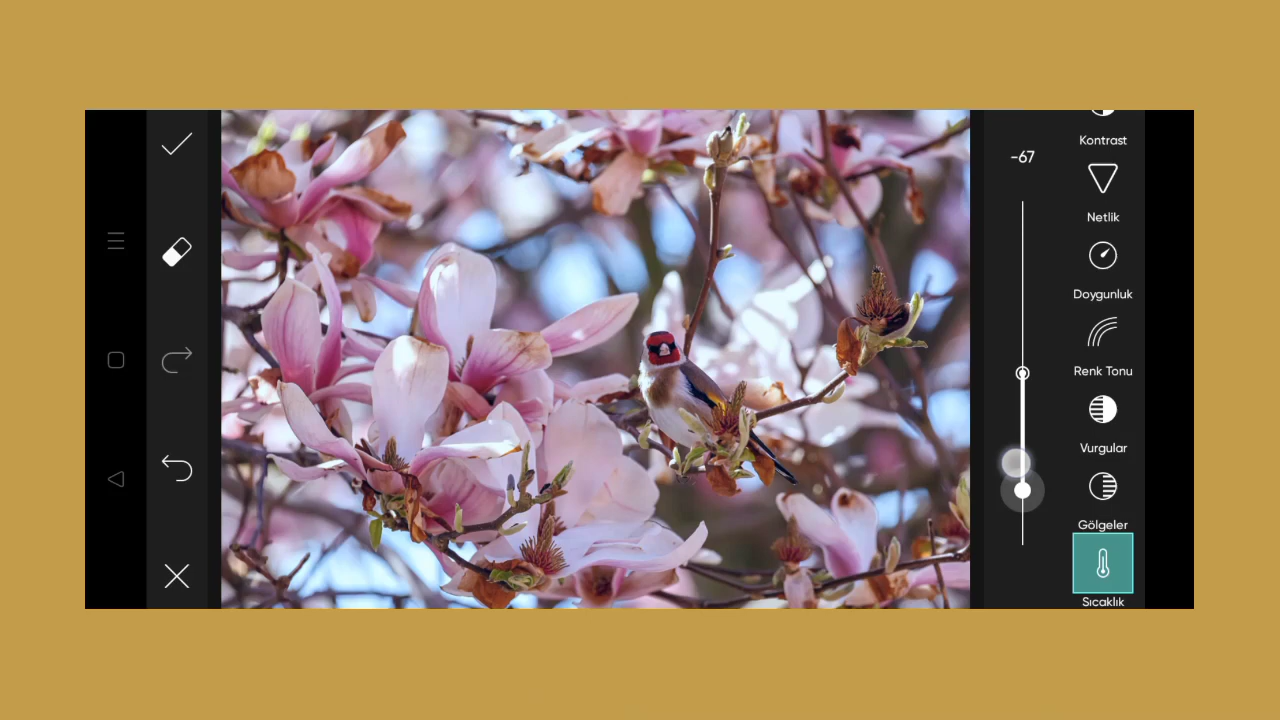 -67
Kontrast
Netlik
Doygunluk
Renk Tonu
Vurgular
Gölgeler
Sıcaklık